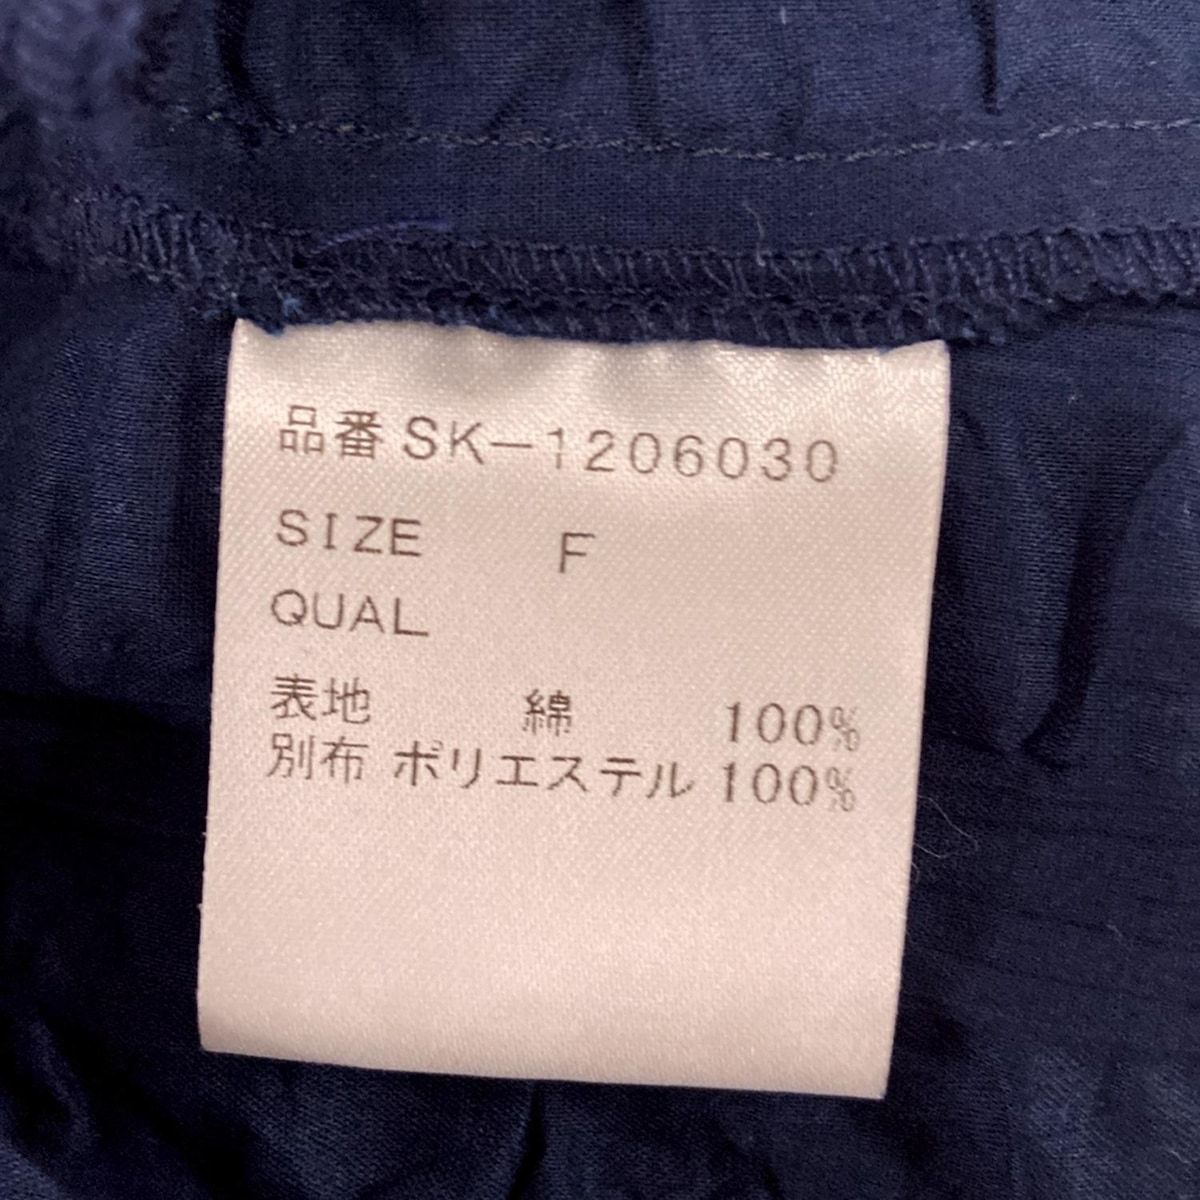 品番 SK-1206030
SIZE F
QUAL
表地 綿 100%
別布 ポリエステル 100%